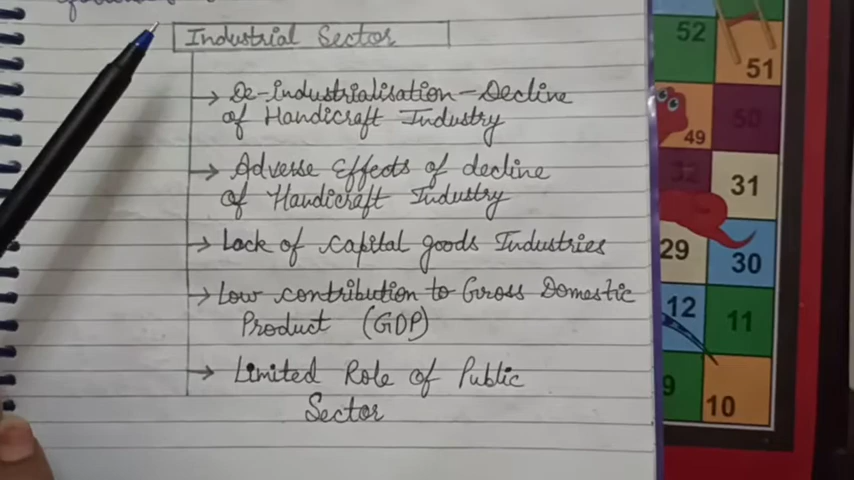 Industrial Sector
De-industrialisation - Decline
of Handicraft Industry
Adverse Effects of decline
of Handicraft Industry
Lack of capital goods Industries
Low contribution to Gross Domestic
Product (GDP)
Limited Role of Public
Sector
52
51
49
50
32
31
29
30
12
11
9
10